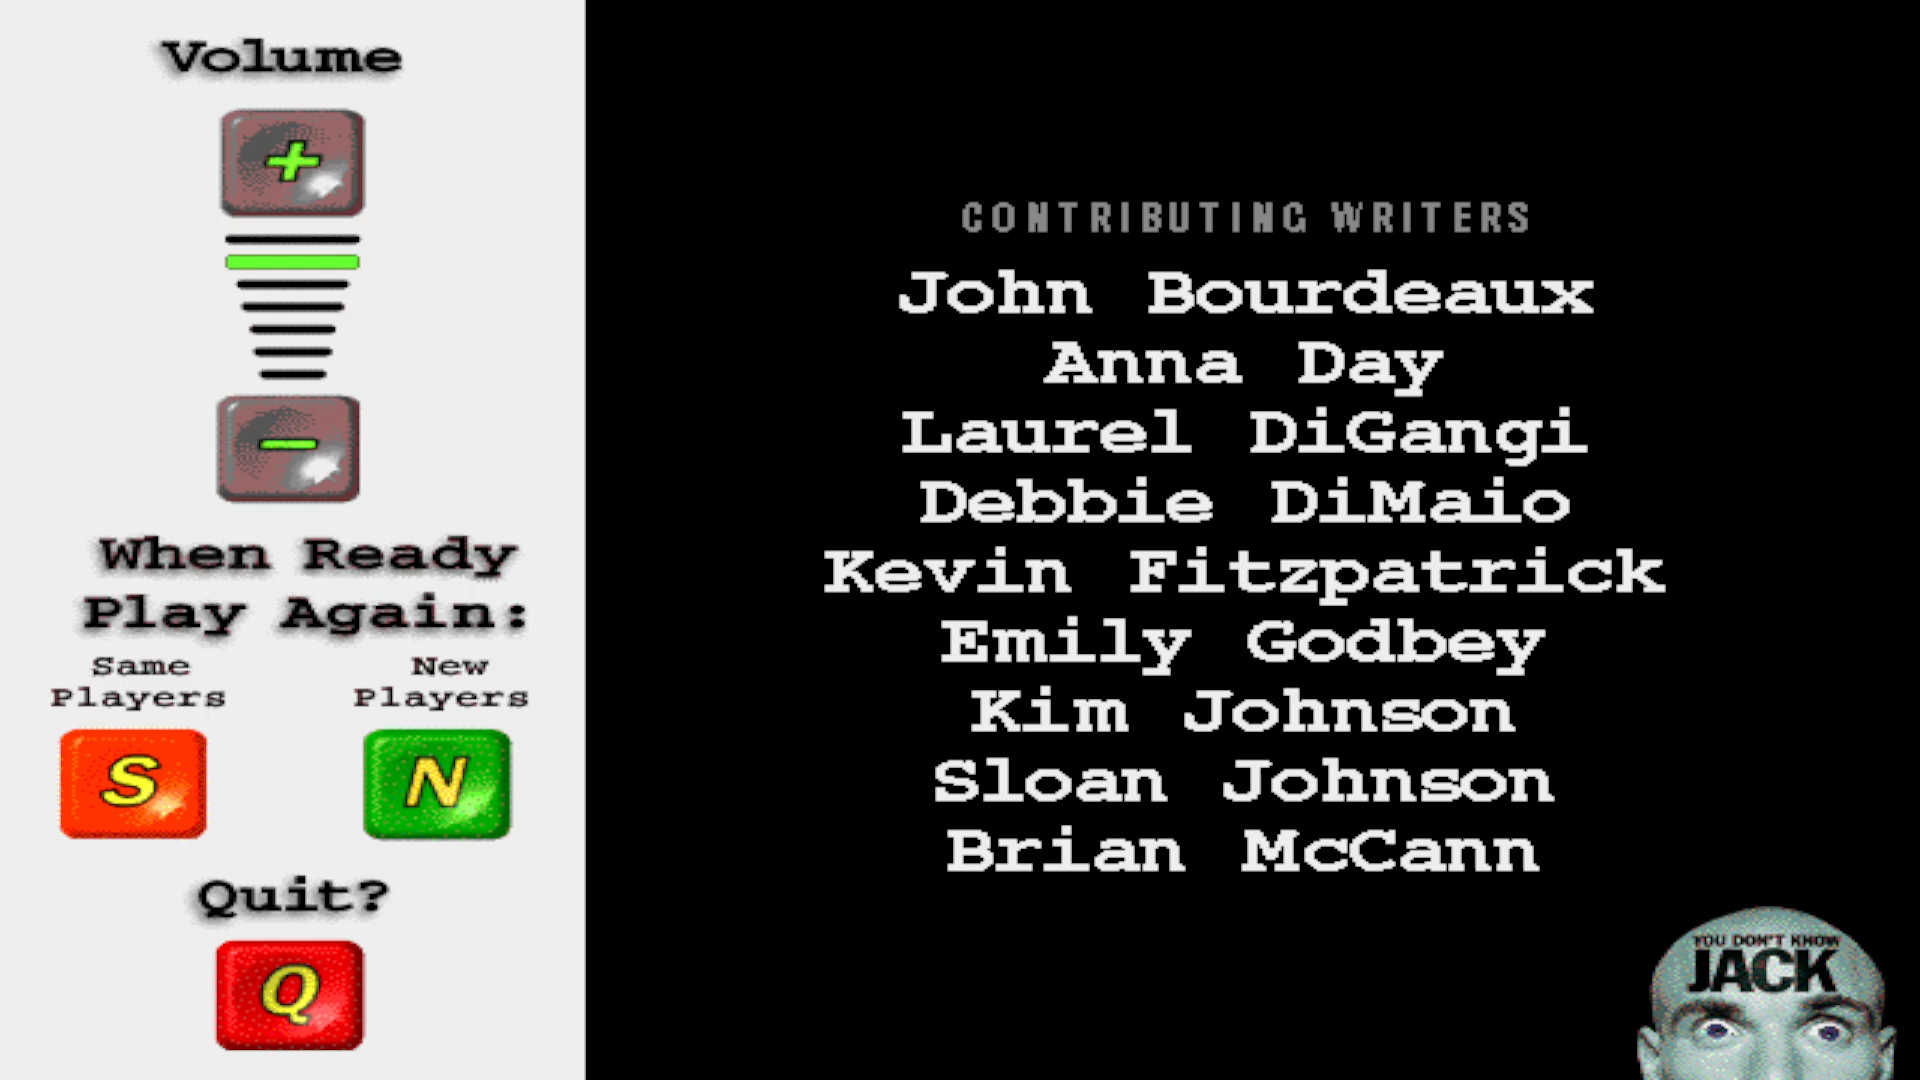 Volume
+
-
When Ready
Play Again:
Same Players
New Players
S
N
Quit?
Q
CONTRIBUTING WRITERS
John Bourdeaux
Anna Day
Laurel DiGangi
Debbie DiMaio
Kevin Fitzpatrick
Emily Godbey
Kim Johnson
Sloan Johnson
Brian McCann
YOU DON'T KNOW
JACK